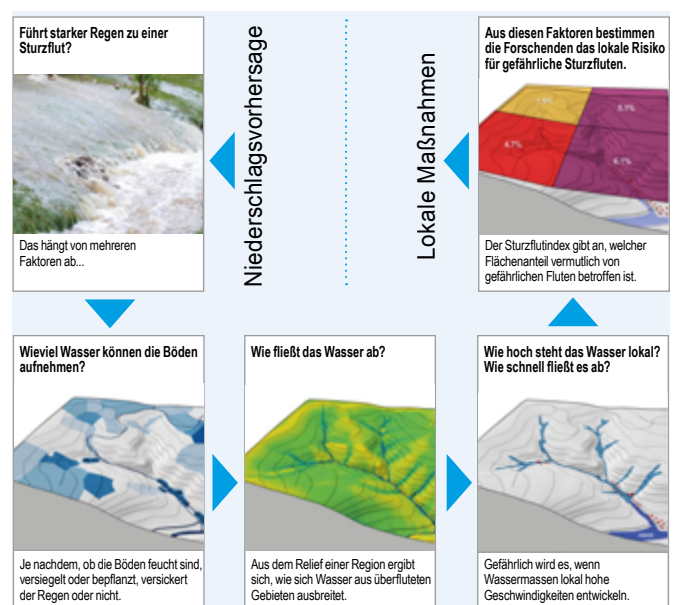 Führt starker Regen zu einer
Sturzflut?
Das hängt von mehreren
Faktoren ab...
Niederschlagsvorhersage
Lokale Maßnahmen
Aus diesen Faktoren bestimmen
die Forschenden das lokale Risiko
für gefährliche Sturzfluten.
5.1%
4.7%
6.1%
Der Sturzflutindex gibt an, welcher
Flächenanteil vermutlich von
gefährlichen Fluten betroffen ist.
Wieviel Wasser können die Böden
aufnehmen?
Je nachdem, ob die Böden feucht sind,
versiegelt oder bepflanzt, versickert
der Regen oder nicht.
Wie fließt das Wasser ab?
Aus dem Relief einer Region ergibt
sich, wie sich Wasser aus überfluteten
Gebieten ausbreitet.
Wie hoch steht das Wasser lokal?
Wie schnell fließt es ab?
Gefährlich wird es, wenn
Wassermassen lokal hohe
Geschwindigkeiten entwickeln.